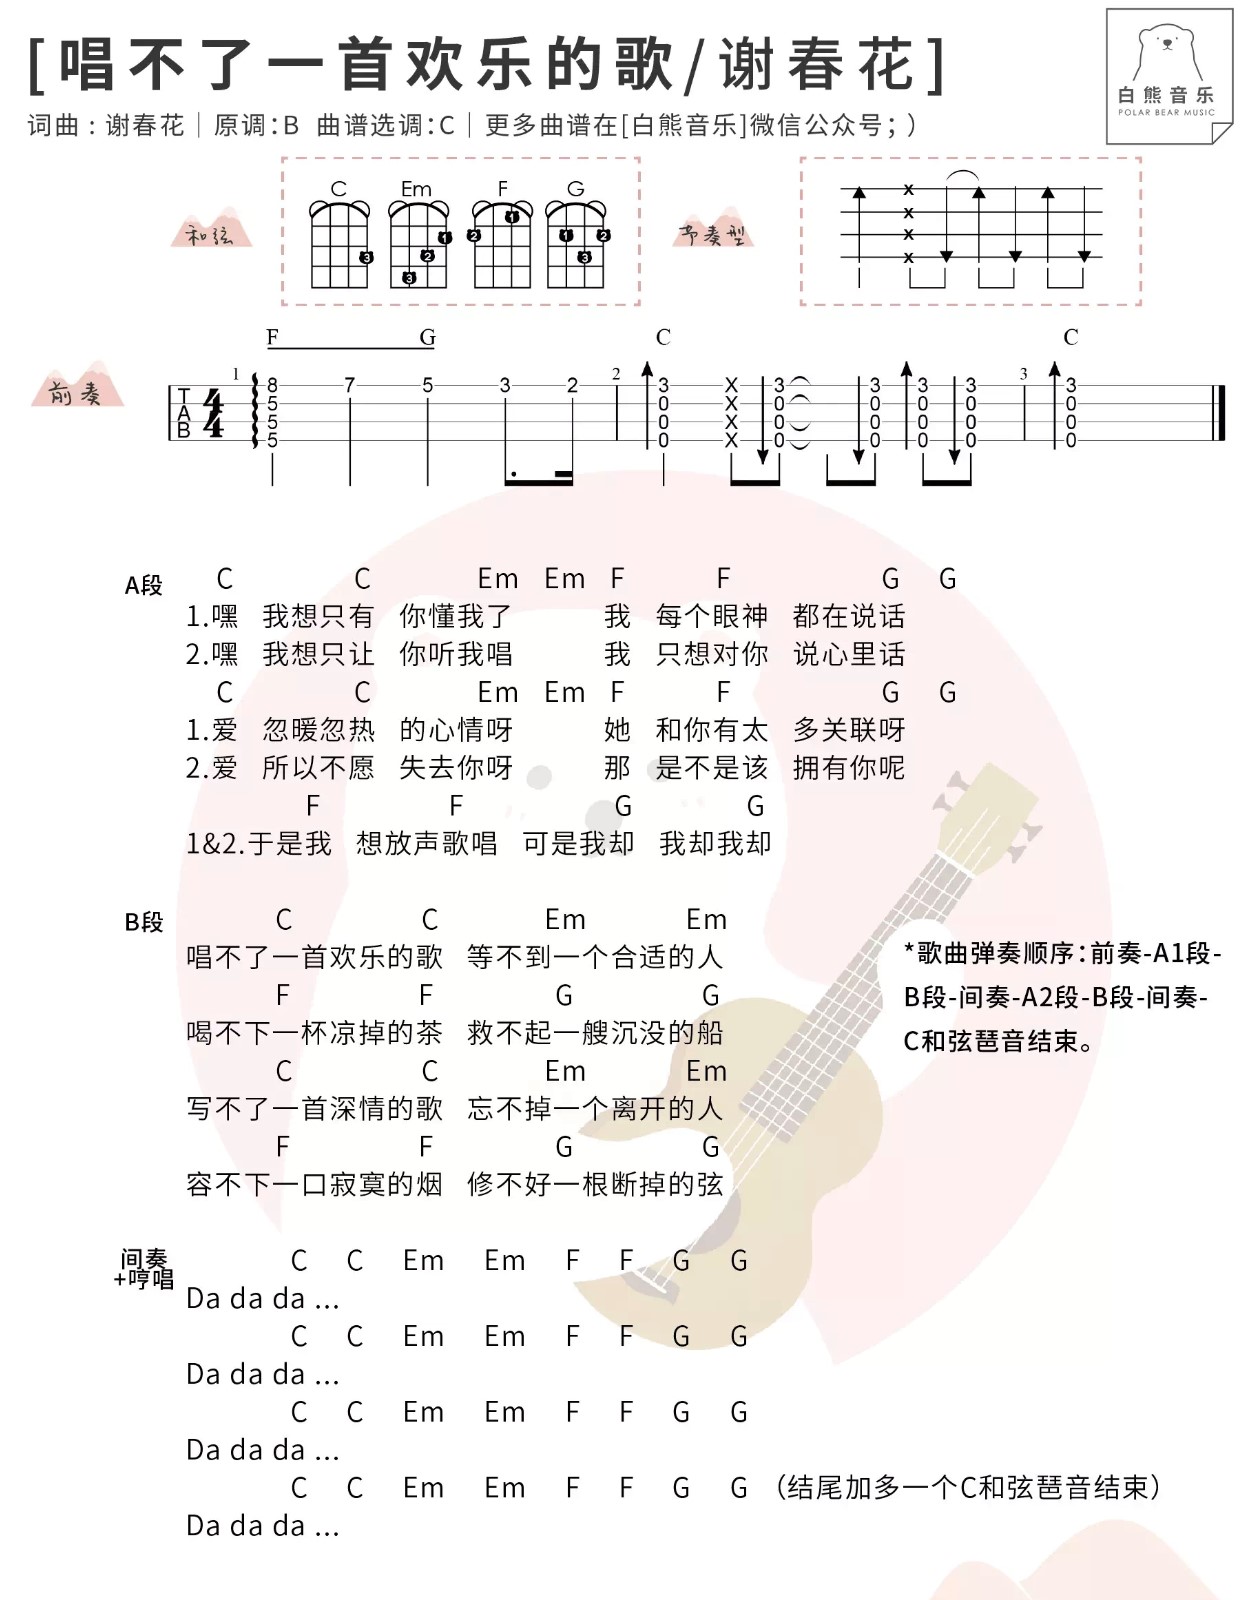 [唱不了一首欢乐的歌/谢春花]
词曲：谢春花｜原调：B 曲谱选调：C｜更多曲谱在[白熊音乐]微信公众号；）
白熊音乐
POLAR BEAR MUSIC
和弦
C Em F G
3 1 2 3 1 2 1 2 3
节奏型
x
x
x
x
前奏
F G C C
1 2 3
T A B 4 4
8 7 5 3 2 3 X 3 3 3 3 3
5 0 X 0 0 0 0 0
5 0 X 0 0 0 0 0
5 0 X 0 0 0 0 0
A段
C C Em Em F F G G
1.嘿 我想只有 你懂我了 我 每个眼神 都在说话
2.嘿 我想只让 你听我唱 我 只想对你 说心里话
C C Em Em F F G G
1.爱 忽暖忽热 的心情呀 她 和你有太 多关联呀
2.爱 所以不愿 失去你呀 那 是不是该 拥有你呢
F F G G
1&2.于是我 想放声歌唱 可是我却 我却我却
B段
C C Em Em
唱不了一首欢乐的歌 等不到一个合适的人
F F G G
喝不下一杯凉掉的茶 救不起一艘沉没的船
C C Em Em
写不了一首深情的歌 忘不掉一个离开的人
F F G G
容不下一口寂寞的烟 修不好一根断掉的弦
*歌曲弹奏顺序：前奏-A1段-
B段-间奏-A2段-B段-间奏-
C和弦琶音结束。
间奏
+哼唱
C C Em Em F F G G
Da da da ...
C C Em Em F F G G
Da da da ...
C C Em Em F F G G
Da da da ...
C C Em Em F F G G（结尾加多一个C和弦琶音结束）
Da da da ...